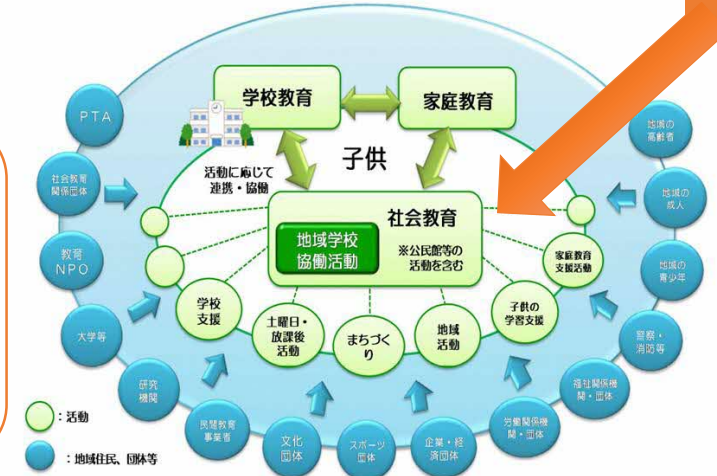 学校教育
家庭教育
子供
活動に応じて
連携・協働
社会教育
地域学校
協働活動
※公民館等の
活動を含む
学校
支援
土曜日・
放課後
活動
まちづく
り
地域
活動
子供の
学習支援
家庭教育
支援活動
PTA
社会教育
関係団体
教育
NPO
大学等
研究
機関
民間教育
事業者
文化
団体
スポーツ
団体
企業・経
済団体
労働関係機
関・団体
福祉関係機
関・団体
警察・
消防等
地域の
青少年
地域の
成人
地域の
高齢者
：活動
：地域住民、団体等